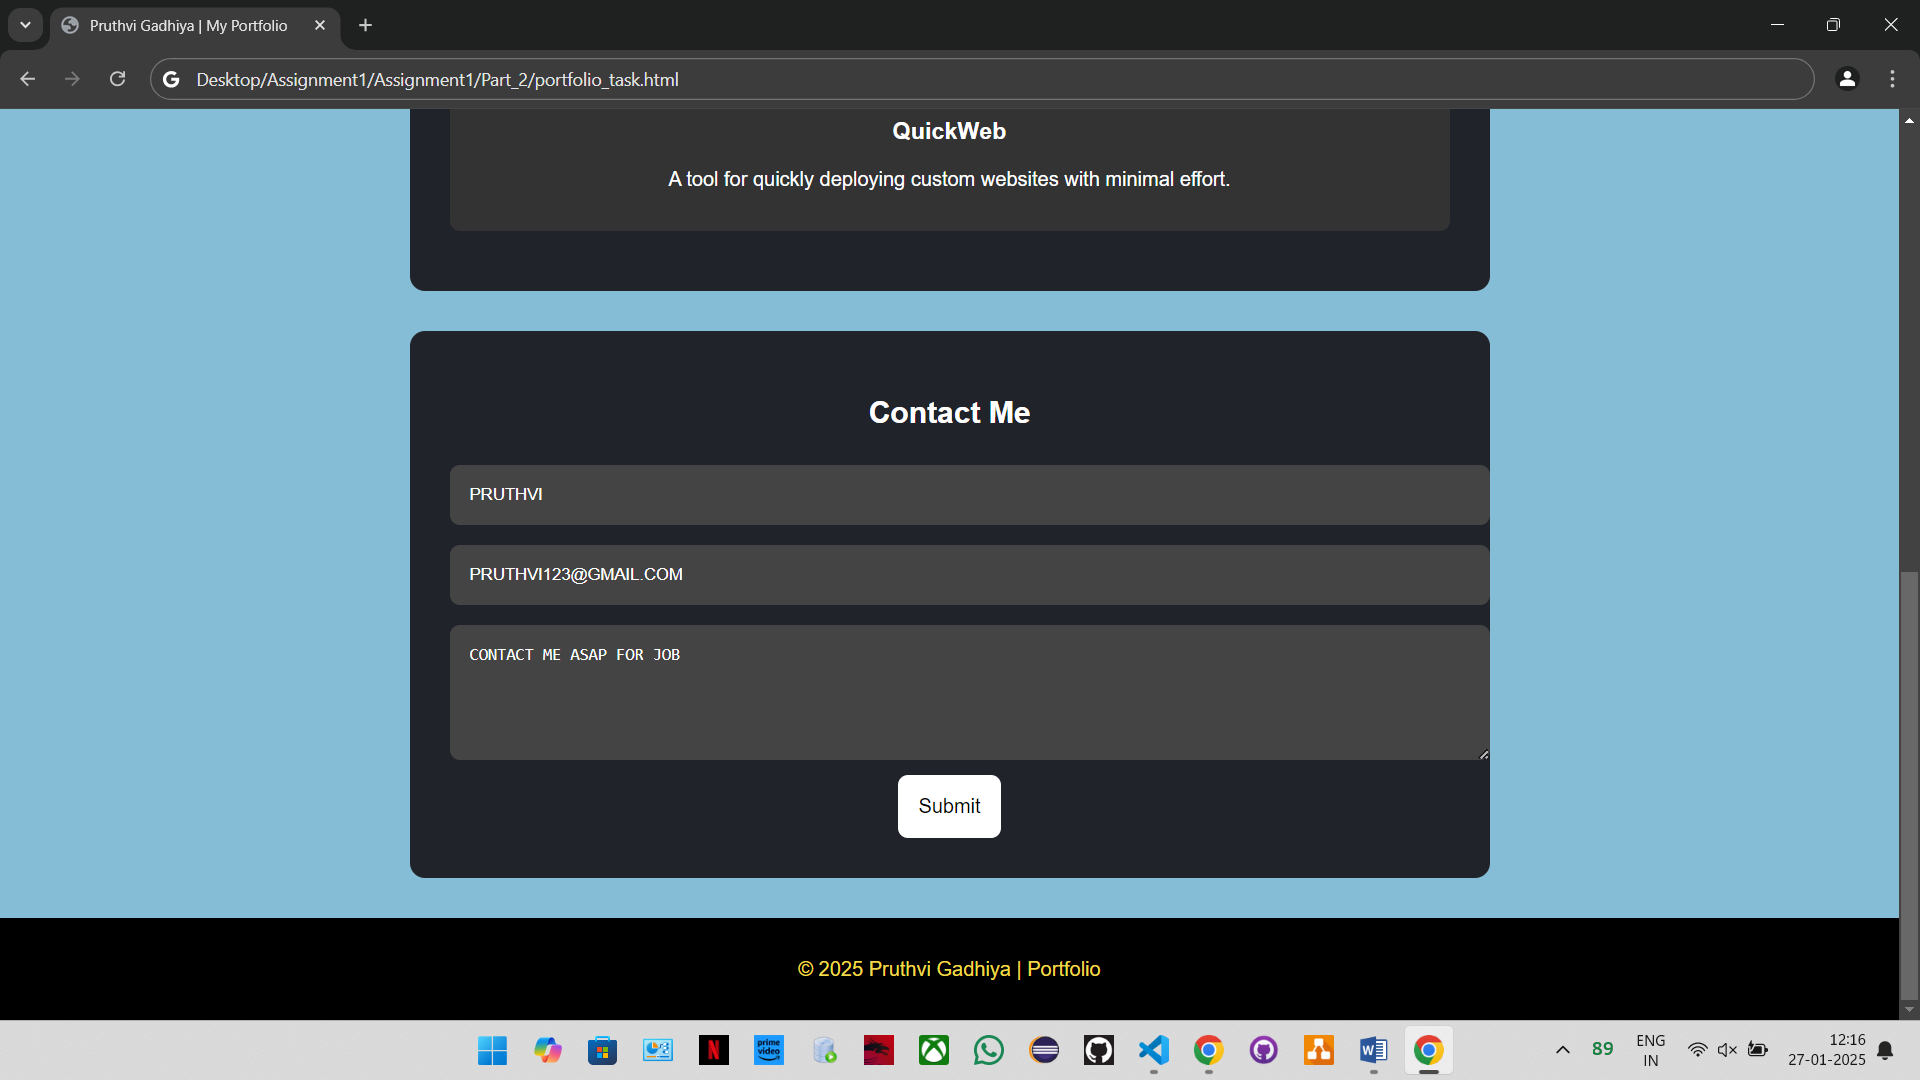 Pruthvi Gadhiya | My Portfolio
Desktop/Assignment1/Assignment1/Part_2/portfolio_task.html
QuickWeb
A tool for quickly deploying custom websites with minimal effort.
Contact Me
PRUTHVI
PRUTHVI123@GMAIL.COM
CONTACT ME ASAP FOR JOB
Submit
© 2025 Pruthvi Gadhiya | Portfolio
N
prime video
89
ENG
IN
12:16
27-01-2025